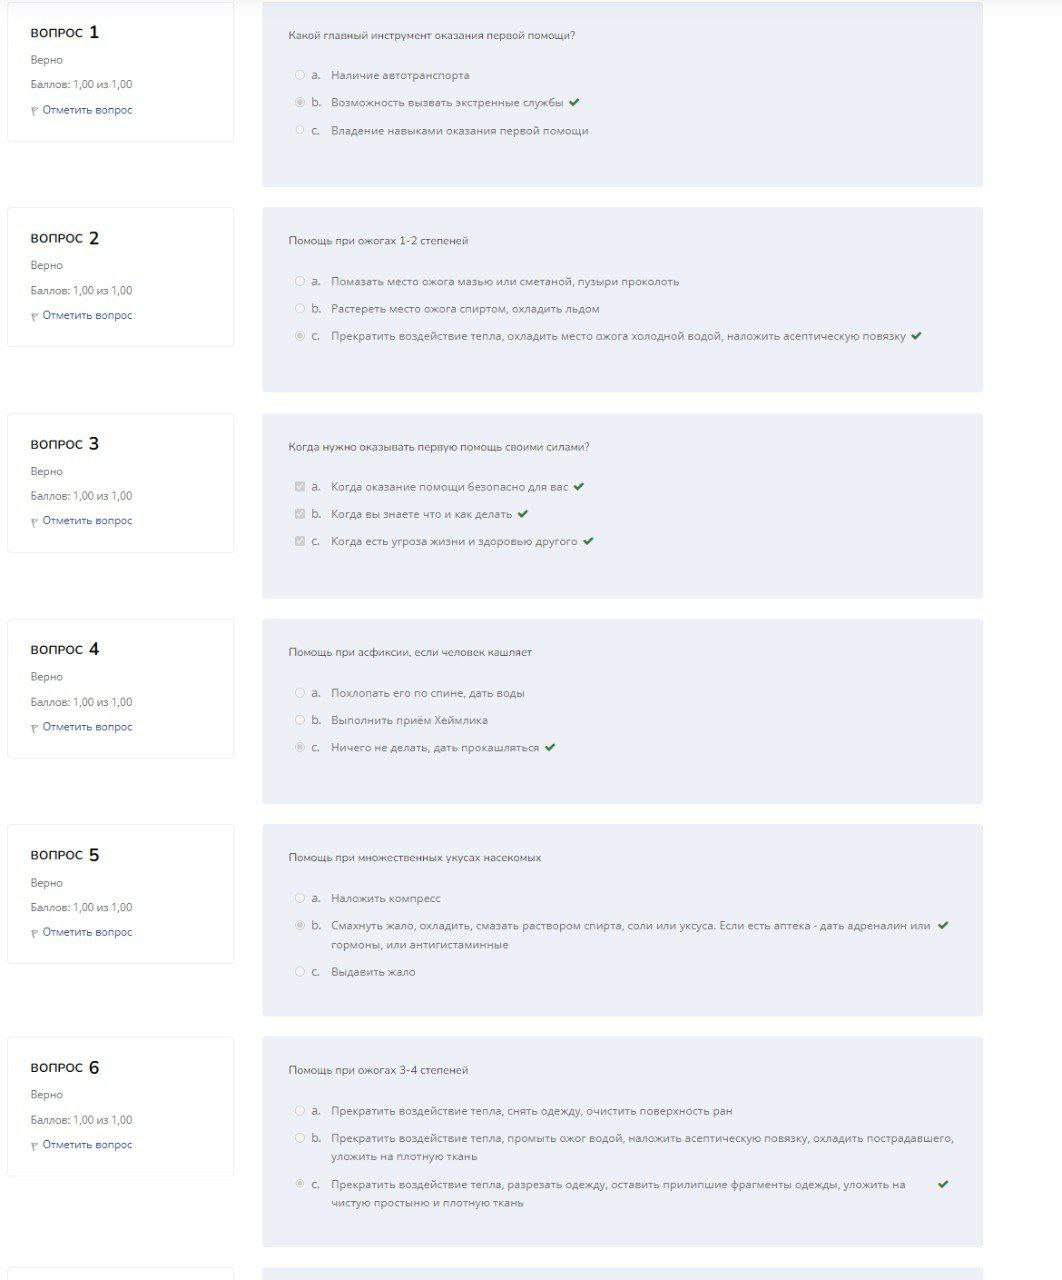 ВОПРОС 1
Верно
Баллов: 1,00 из 1,00
Отметить вопрос
Какой главный инструмент оказания первой помощи?
a. Наличие автотранспорта
b. Возможность вызвать экстренные службы
c. Владение навыками оказания первой помощи
ВОПРОС 2
Верно
Баллов: 1,00 из 1,00
Отметить вопрос
Помощь при ожогах 1-2 степеней
a. Помазать место ожога мазью или сметаной, пузыри проколоть
b. Растереть место ожога спиртом, охладить льдом
c. Прекратить воздействие тепла, охладить место ожога холодной водой, наложить асептическую повязку
ВОПРОС 3
Верно
Баллов: 1,00 из 1,00
Отметить вопрос
Когда нужно оказывать первую помощь своими силами?
a. Когда оказание помощи безопасно для вас
b. Когда вы знаете что и как делать
c. Когда есть угроза жизни и здоровью другого
ВОПРОС 4
Верно
Баллов: 1,00 из 1,00
Отметить вопрос
Помощь при асфиксии, если человек кашляет
a. Похлопать его по спине, дать воды
b. Выполнить приём Хеймлика
c. Ничего не делать, дать прокашляться
ВОПРОС 5
Верно
Баллов: 1,00 из 1,00
Отметить вопрос
Помощь при множественных укусах насекомых
a. Наложить компресс
b. Смахнуть жало, охладить, смазать раствором спирта, соли или уксуса. Если есть аптека - дать адреналин или
гормоны, или антигистаминные
c. Выдавить жало
ВОПРОС 6
Верно
Баллов: 1,00 из 1,00
Отметить вопрос
Помощь при ожогах 3-4 степеней
a. Прекратить воздействие тепла, снять одежду, очистить поверхность ран
b. Прекратить воздействие тепла, промыть ожог водой, наложить асептическую повязку, охладить пострадавшего,
уложить на плотную ткань
c. Прекратить воздействие тепла, разрезать одежду, оставить прилипшие фрагменты одежды, уложить на
чистую простыню и плотную ткань